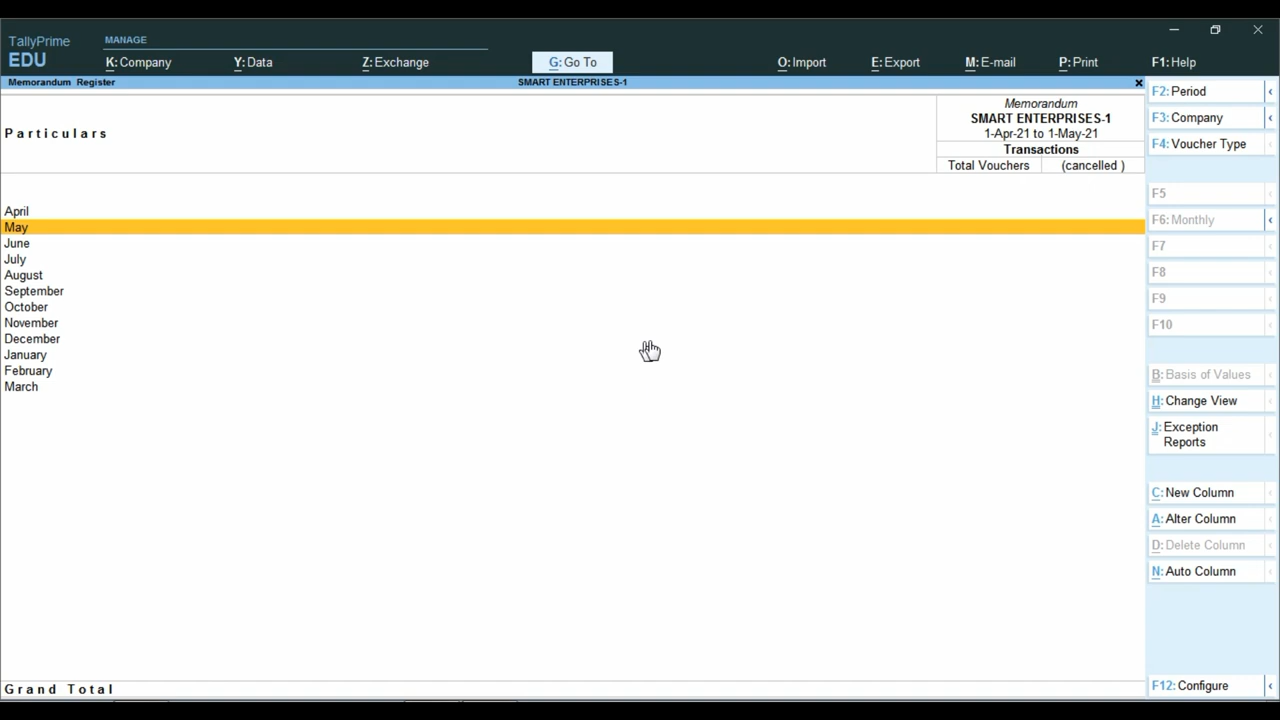 TallyPrime
EDU
MANAGE
K: Company
Y: Data
Z: Exchange
G: Go To
O: Import
E: Export
M: E-mail
P: Print
F1: Help
Memorandum Register
SMART ENTERPRISES-1
Particulars
Memorandum
SMART ENTERPRISES-1
1-Apr-21 to 1-May-21
Transactions
Total Vouchers
(cancelled )
April
May
June
July
August
September
October
November
December
January
February
March
Grand Total
F2: Period
F3: Company
F4: Voucher Type
F5
F6: Monthly
F7
F8
F9
F10
B: Basis of Values
H: Change View
J: Exception
Reports
C: New Column
A: Alter Column
D: Delete Column
N: Auto Column
F12: Configure